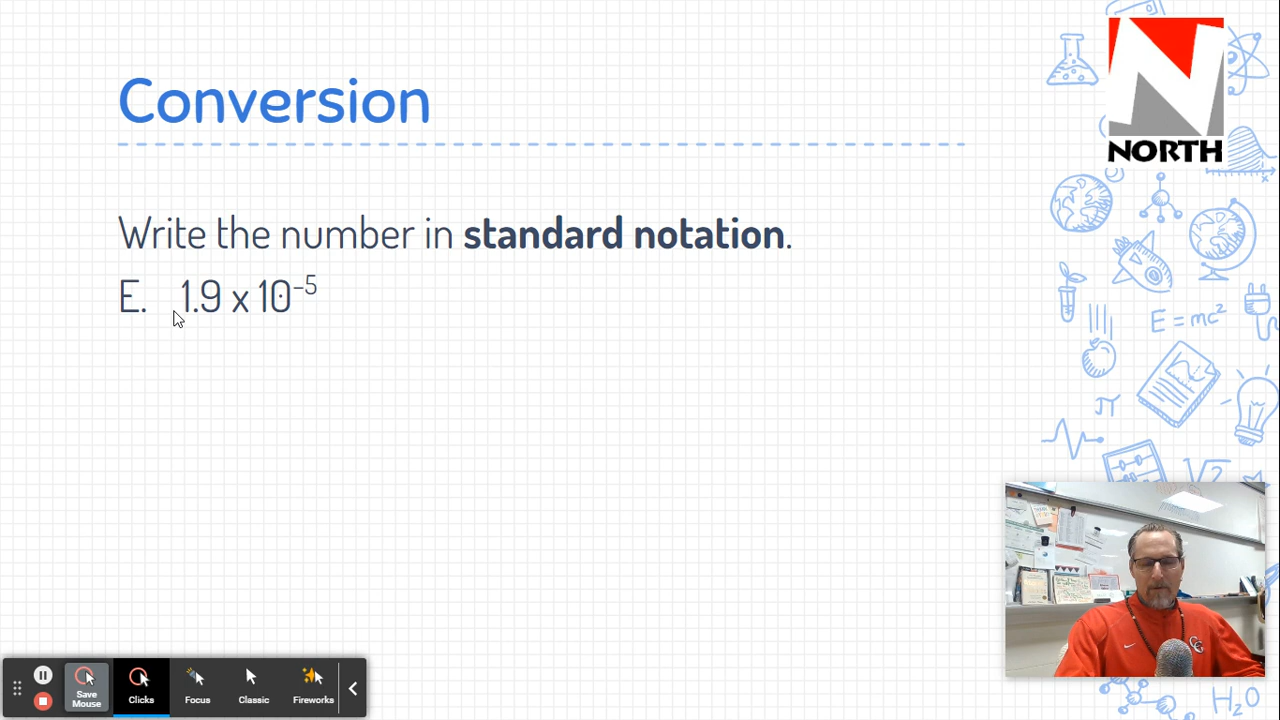 Conversion
NORTH
Write the number in standard notation.
E. 1.9 x 10⁻⁵
E = mc²
π
√2
H₂O
Save Mouse
Clicks
Focus
Classic
Fireworks